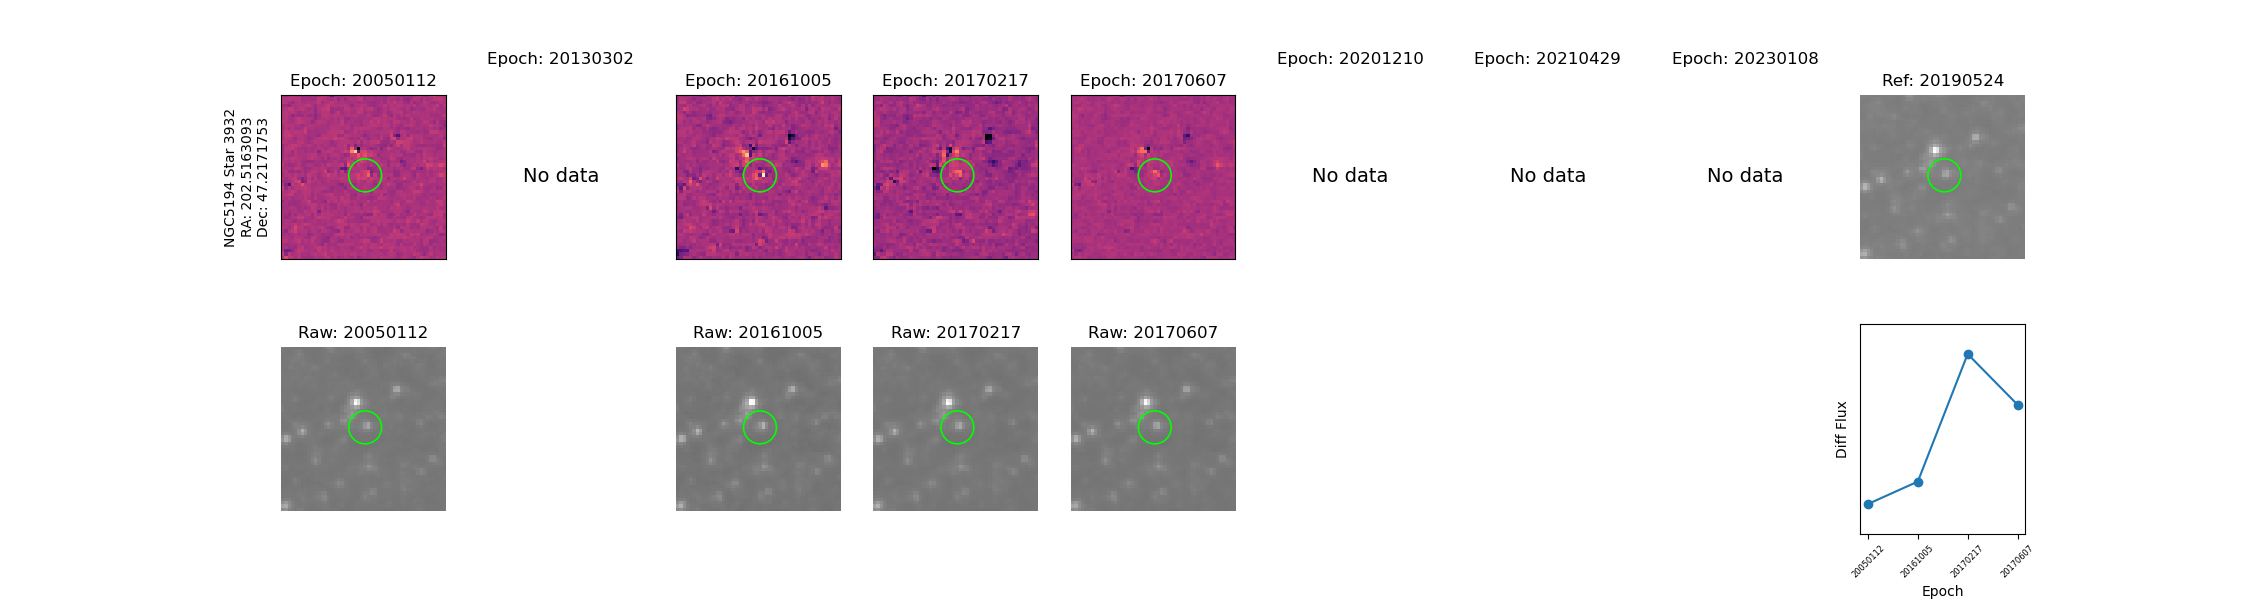 NGC5194 Star 3932
RA: 202.5163093
Dec: 47.2171753
Epoch: 20050112
Epoch: 20130302
No data
Epoch: 20161005
Epoch: 20170217
Epoch: 20170607
Epoch: 20201210
No data
Epoch: 20210429
No data
Epoch: 20230108
No data
Ref: 20190524
Raw: 20050112
Raw: 20161005
Raw: 20170217
Raw: 20170607
Diff Flux
20050112
20161005
20170217
20170607
Epoch